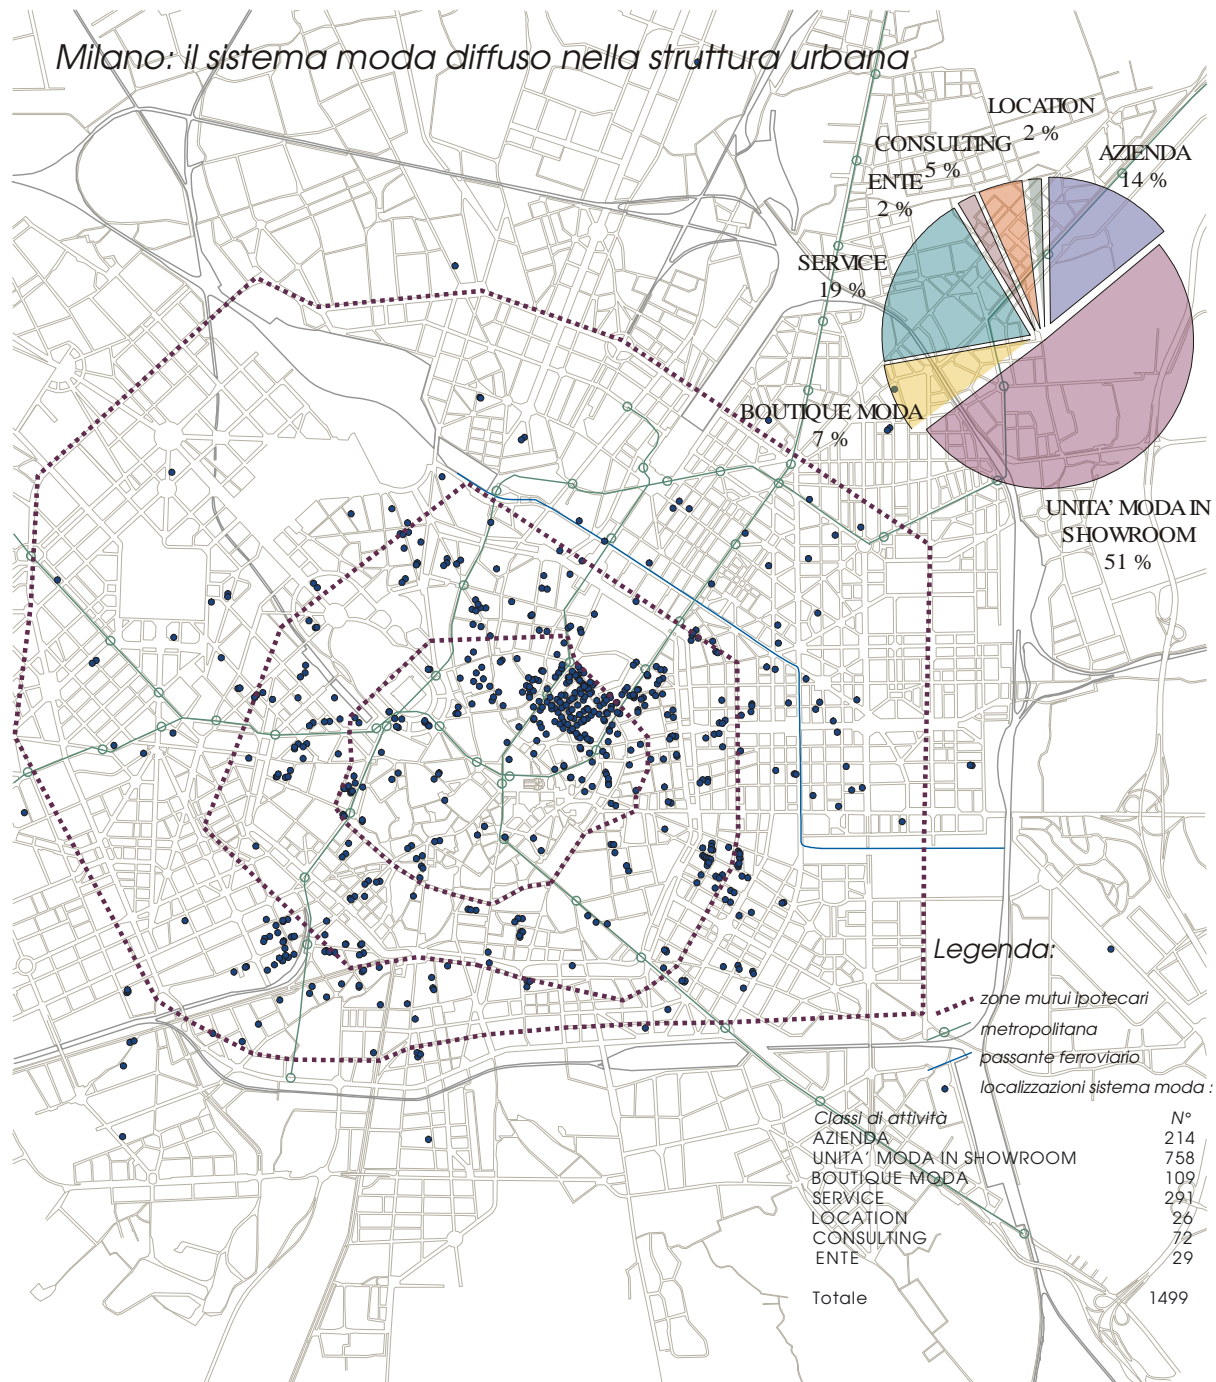 Milano: il sistema moda diffuso nella struttura urbana
LOCATION
2 %
CONSULTING
5 %
AZIENDA
14 %
ENTE
2 %
SERVICE
19 %
BOUTIQUE MODA
7 %
UNITA’ MODA IN
SHOWROOM
51 %
Legenda:
zone mutui ipotecari
metropolitana
passante ferroviario
localizzazioni sistema moda :
Classi di attività N°
AZIENDA 214
UNITA’ MODA IN SHOWROOM 758
BOUTIQUE MODA 109
SERVICE 291
LOCATION 26
CONSULTING 72
ENTE 29
Totale 1499